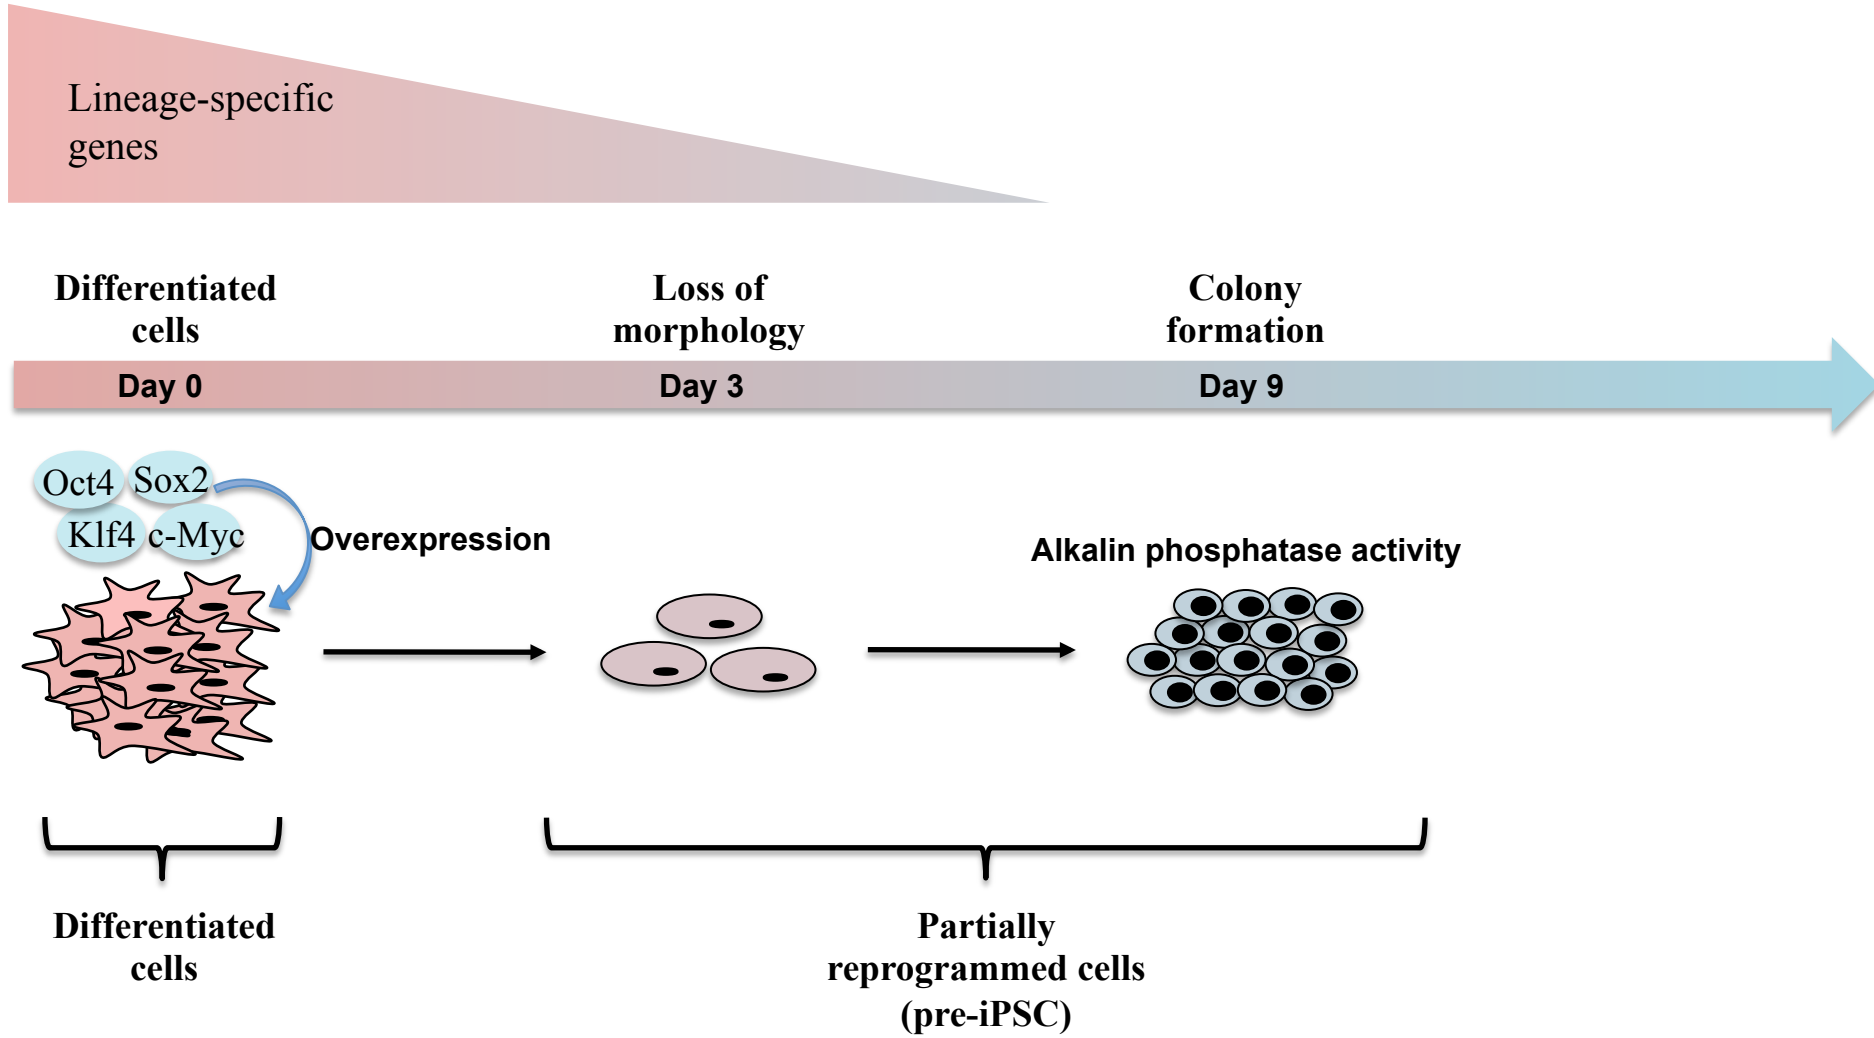 Lineage-specific
genes
Differentiated
cells
Loss of
morphology
Colony
formation
Day 0
Day 3
Day 9
Oct4
Sox2
Klf4
c-Myc
Overexpression
Alkalin phosphatase activity
Differentiated
cells
Partially
reprogrammed cells
(pre-iPSC)